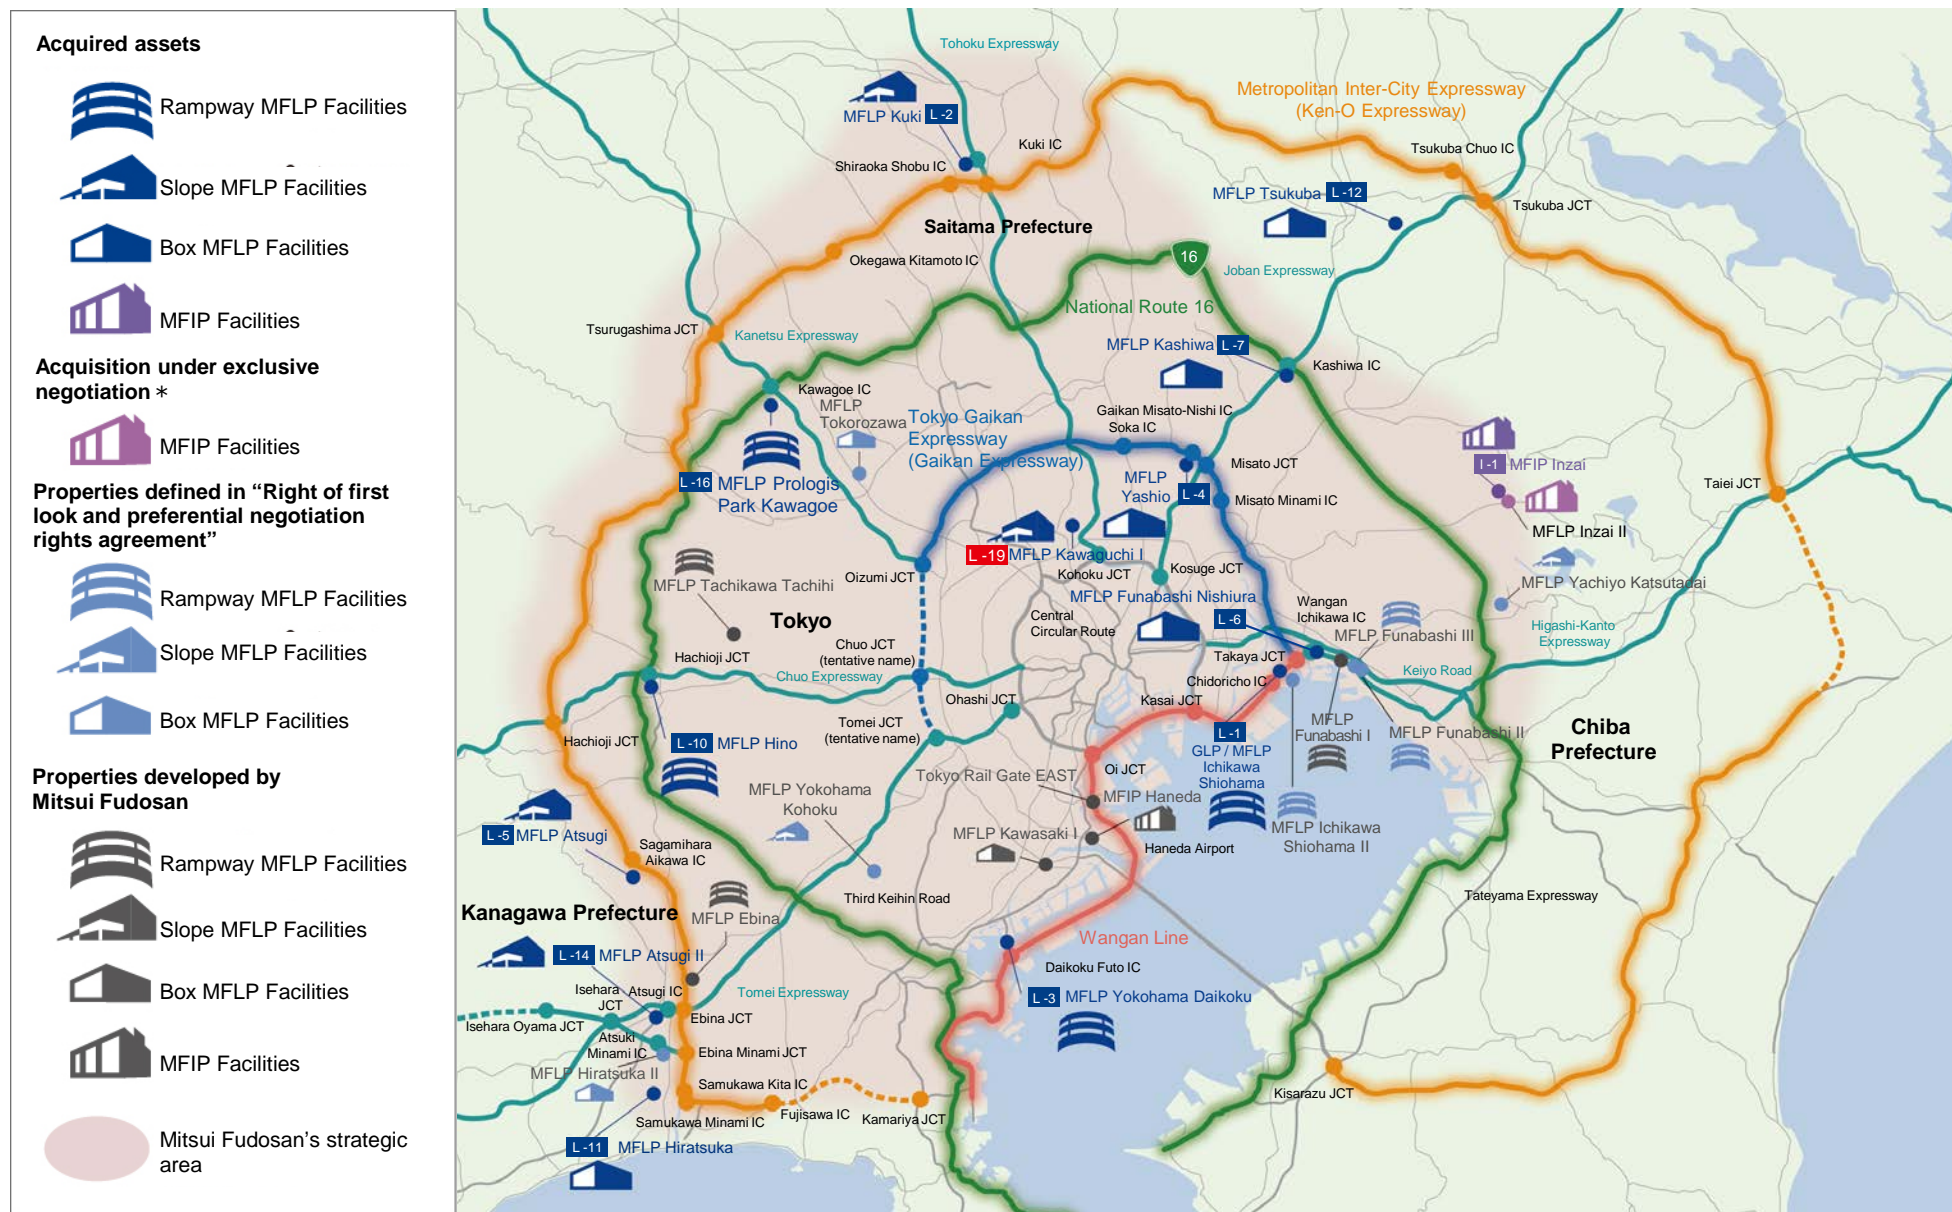 Acquired assets
Rampway MFLP Facilities
Slope MFLP Facilities
Box MFLP Facilities
MFIP Facilities
Acquisition under exclusive
negotiation *
MFIP Facilities
Properties defined in “Right of first
look and preferential negotiation
rights agreement”
Rampway MFLP Facilities
Slope MFLP Facilities
Box MFLP Facilities
Properties developed by
Mitsui Fudosan
Rampway MFLP Facilities
Slope MFLP Facilities
Box MFLP Facilities
MFIP Facilities
Mitsui Fudosan’s strategic
area
Tohoku Expressway
Metropolitan Inter-City Expressway
(Ken-O Expressway)
MFLP Kuki L -2
Kuki IC
Shiraoka Shobu IC
Tsukuba Chuo IC
MFLP Tsukuba L -12
Tsukuba JCT
Saitama Prefecture
Okegawa Kitamoto IC
16
Joban Expressway
National Route 16
Tsurugashima JCT
Kanetsu Expressway
MFLP Kashiwa L -7
Kashiwa IC
Kawagoe IC
MFLP
Tokorozawa
Tokyo Gaikan
Expressway
(Gaikan Expressway)
Gaikan Misato-Nishi IC
Soka IC
Misato JCT
L -16 MFLP Prologis
Park Kawagoe
MFLP
Yashio L -4
Misato Minami IC
I -1 MFIP Inzai
Taiei JCT
MFLP Inzai II
L -19 MFLP Kawaguchi I
Kohoku JCT
Kosuge JCT
Oizumi JCT
MFLP Tachikawa Tachihi
MFLP Yachiyo Katsutadai
MFLP Funabashi Nishiura
L -6
Wangan
Ichikawa IC
MFLP Funabashi III
Higashi-Kanto
Expressway
Tokyo
Central
Circular Route
Chuo JCT
(tentative name)
Hachioji JCT
Chuo Expressway
Takaya JCT
Keiyo Road
Chidoricho IC
Kasai JCT
Ohashi JCT
Tomei JCT
(tentative name)
Hachioji JCT
L -10 MFLP Hino
L -1
GLP / MFLP
Ichikawa
Shiohama
MFLP
Funabashi I
MFLP Funabashi II
Chiba
Prefecture
Oi JCT
Tokyo Rail Gate EAST
MFIP Haneda
MFLP Yokohama
Kohoku
MFLP Kawasaki I
Haneda Airport
MFLP Ichikawa
Shiohama II
L -5 MFLP Atsugi
Sagamihara
Aikawa IC
Third Keihin Road
Tateyama Expressway
Kanagawa Prefecture
MFLP Ebina
L -14 MFLP Atsugi II
Wangan Line
Daikoku Futo IC
L -3 MFLP Yokohama Daikoku
Isehara
JCT
Atsugi IC
Tomei Expressway
Isehara Oyama JCT
Ebina JCT
Atsuki
Minami IC
Ebina Minami JCT
MFLP Hiratsuka II
Samukawa Kita IC
Fujisawa IC
Samukawa Minami IC
Kamariya JCT
Kisarazu JCT
L -11 MFLP Hiratsuka